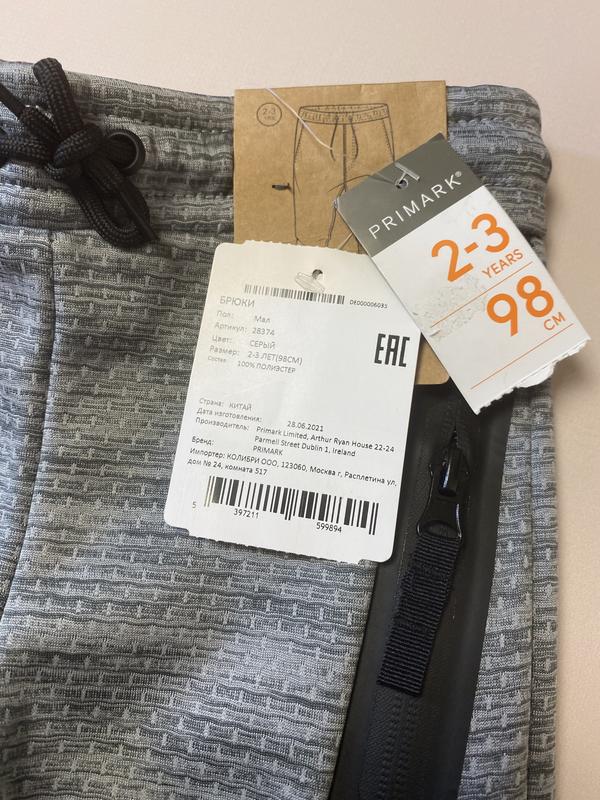 2-3
PRIMARK®
2-3
YEARS
98
CM
DE000006035
БРЮКИ
Пол: Мал
Артикул: 28374
Цвет: СЕРЫЙ
Размер: 2-3 ЛЕТ(98СМ)
Состав: 100% ПОЛИЭСТЕР
EAC
Страна: КИТАЙ
Дата изготовления: 28.06.2021
Производитель: Primark Limited, Arthur Ryan House 22-24
Parmell Street Dublin 1, Ireland
Бренд: PRIMARK
Импортер: КОЛИБРИ ООО, 123060, Москва г, Расплетина ул,
дом № 24, комната 517
5 397211 599894